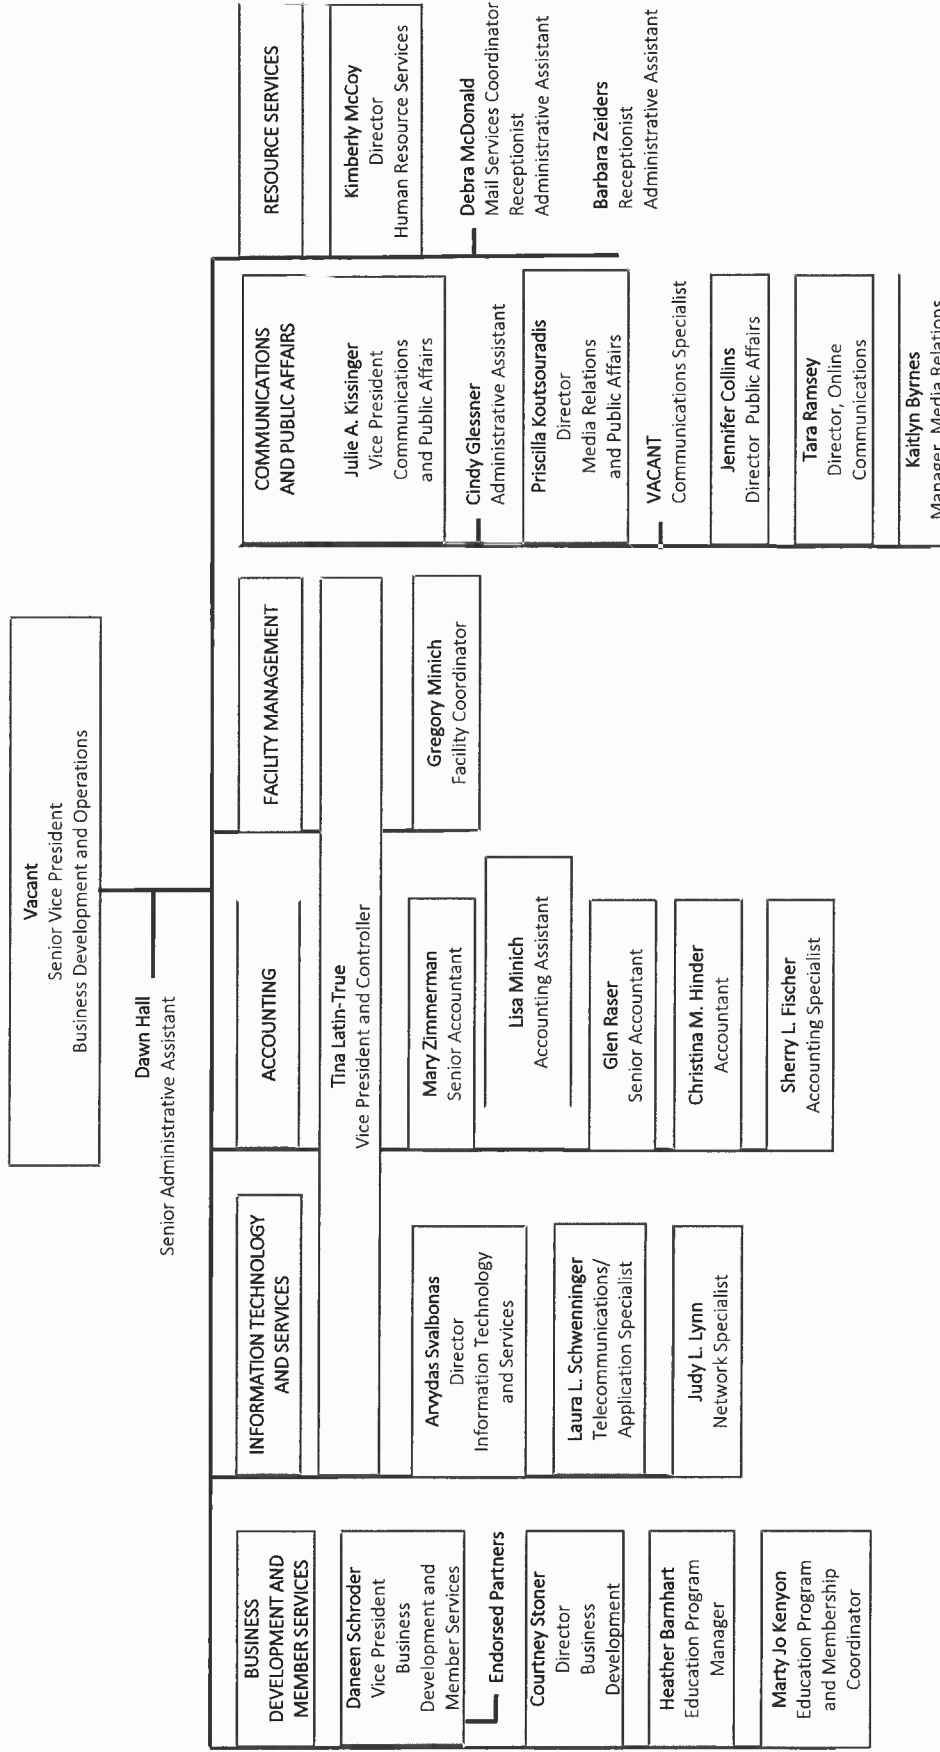 Vacant
Senior Vice President
Business Development and Operations
Dawn Hall
Senior Administrative Assistant
BUSINESS
DEVELOPMENT AND
MEMBER SERVICES
Daneen Schroder
Vice President
Business
Development and
Member Services
Endorsed Partners
Courtney Stoner
Director
Business
Development
Heather Barnhart
Education Program
Manager
Marty Jo Kenyon
Education Program
and Membership
Coordinator
INFORMATION TECHNOLOGY
AND SERVICES
Tina Latin-True
Vice President and Controller
Arvydas Svalbonas
Director
Information Technology
and Services
Laura L. Schwenninger
Telecommunications/
Application Specialist
Judy L. Lynn
Network Specialist
ACCOUNTING
Mary Zimmerman
Senior Accountant
Lisa Minich
Accounting Assistant
Glen Raser
Senior Accountant
Christina M. Hinder
Accountant
Sherry L. Fischer
Accounting Specialist
FACILITY MANAGEMENT
Gregory Minich
Facility Coordinator
COMMUNICATIONS
AND PUBLIC AFFAIRS
Julie A. Kissinger
Vice President
Communications
and Public Affairs
Cindy Glessner
Administrative Assistant
Priscilla Koutsouradis
Director
Media Relations
and Public Affairs
VACANT
Communications Specialist
Jennifer Collins
Director Public Affairs
Tara Ramsey
Director, Online
Communications
Kaitlyn Byrnes
Manager, Media Relations
RESOURCE SERVICES
Kimberly McCoy
Director
Human Resource Services
Debra McDonald
Mail Services Coordinator
Receptionist
Administrative Assistant
Barbara Zeiders
Receptionist
Administrative Assistant